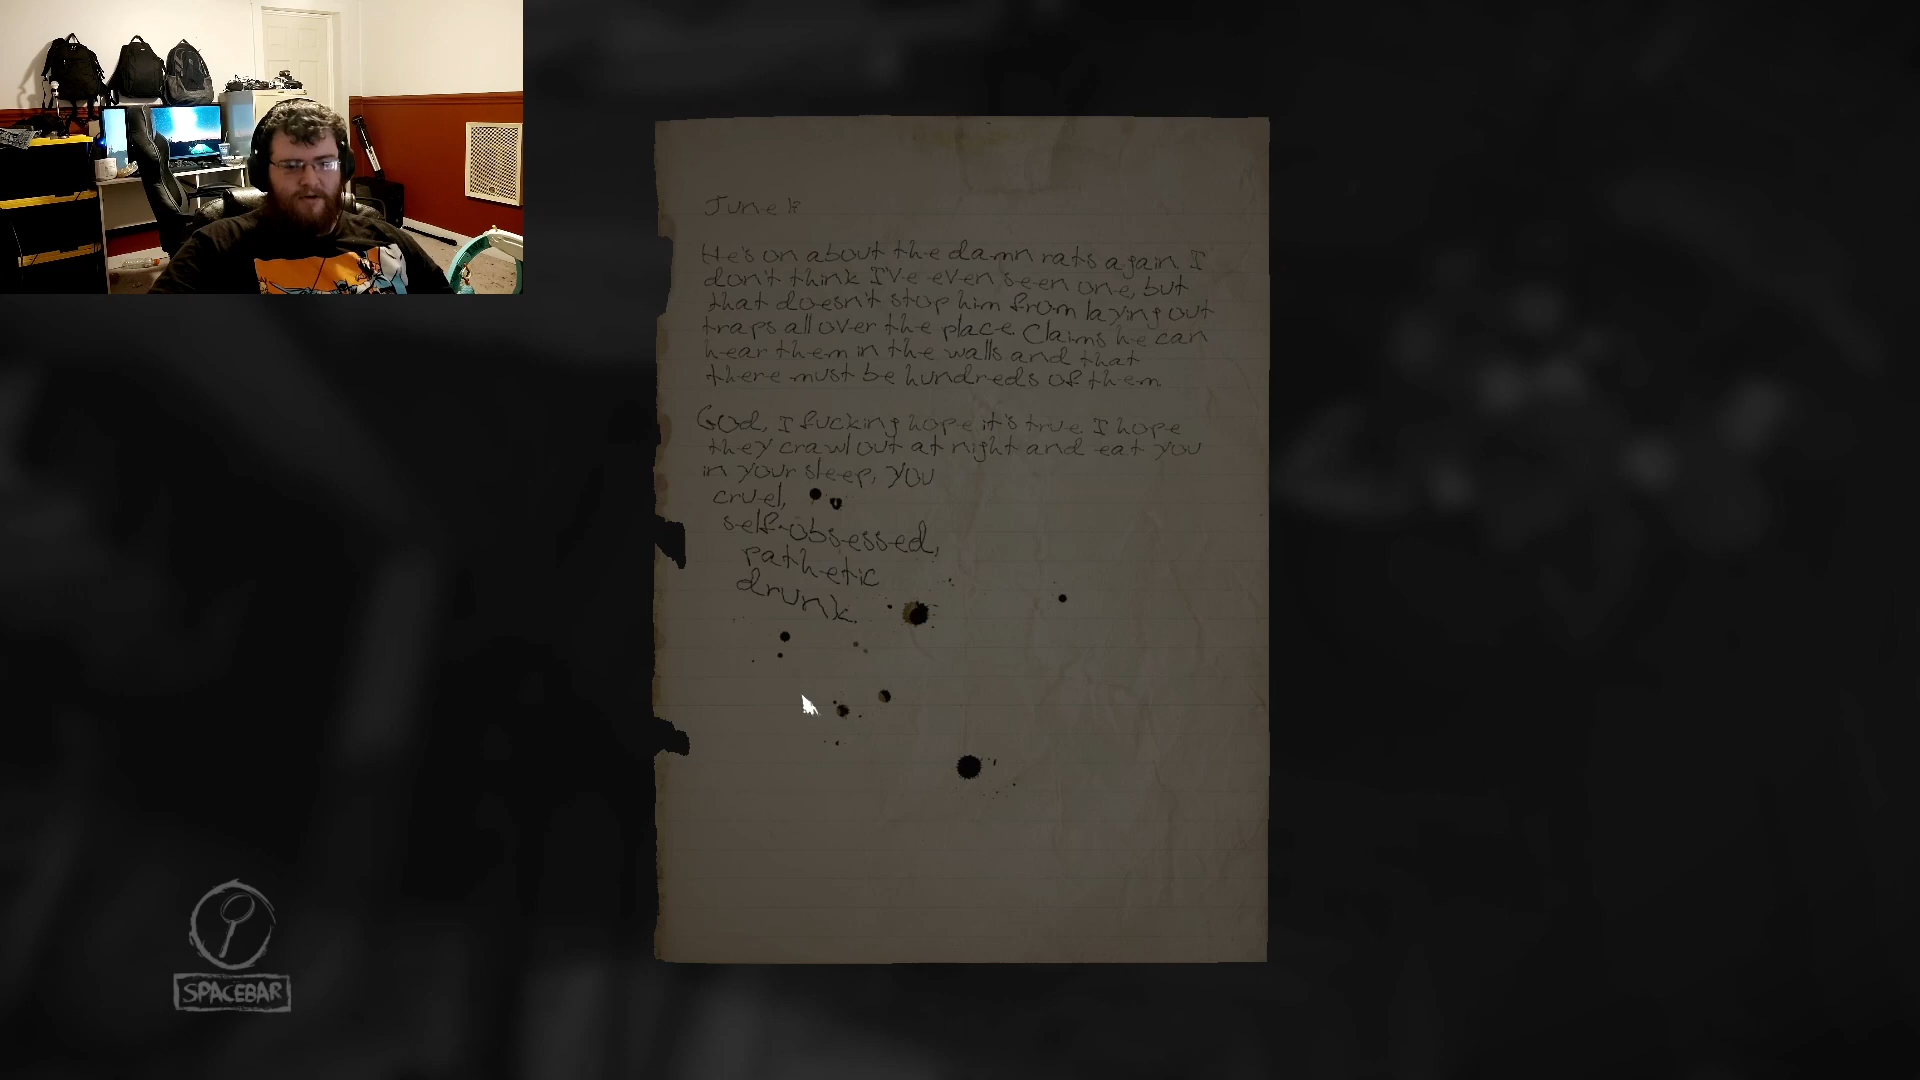 June
He's on about the damn rats again I
don't think I've even seen one, but
that doesn't stop him from laying out
traps all over the place. Claims he can
hear them in the walls and that
there must be hundreds of them
God, I fucking hope it's true I hope
they crawl out at night and eat you
in your sleep, you
cruel,
self-obsessed,
pathetic
drunk.
SPACEBAR